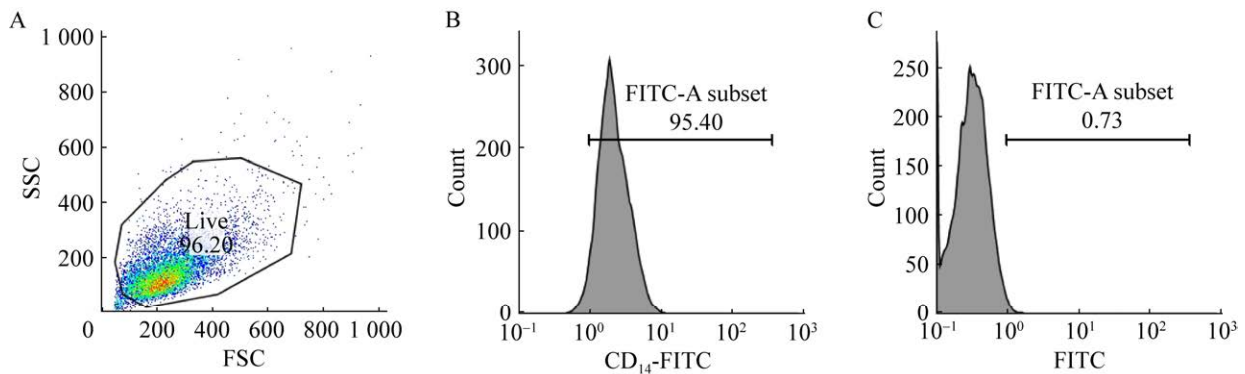 A
1 000
800
600
400
200
SSC
Live
96.20
0 200 400 600 800 1 000
FSC
B
300
200
100
0
Count
FITC-A subset
95.40
10⁻¹ 10⁰ 10¹ 10² 10³
CD₁₄-FITC
C
250
200
150
100
50
0
Count
FITC-A subset
0.73
10⁻¹ 10⁰ 10¹ 10² 10³
FITC